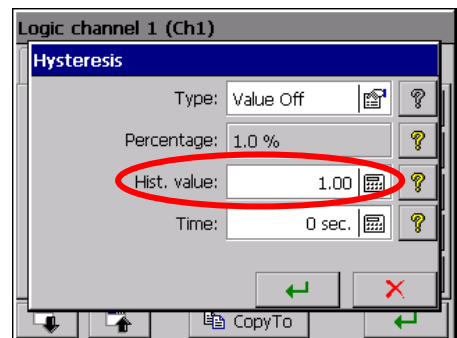 Logic channel 1 (Ch1)
Hysteresis
Type: Value Off ?
Percentage: 1.0 % ?
Hist. value: 1.00 ?
Time: 0 sec. ?
CopyTo